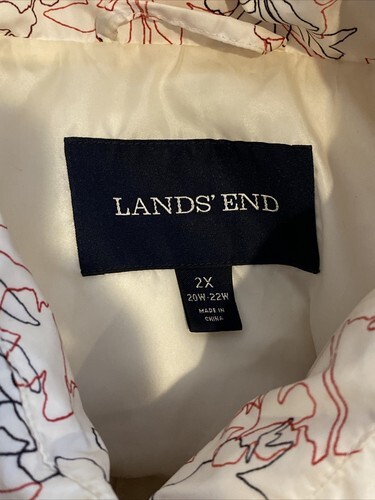 LANDS' END
2X
20W-22W
MADE IN
CHINA